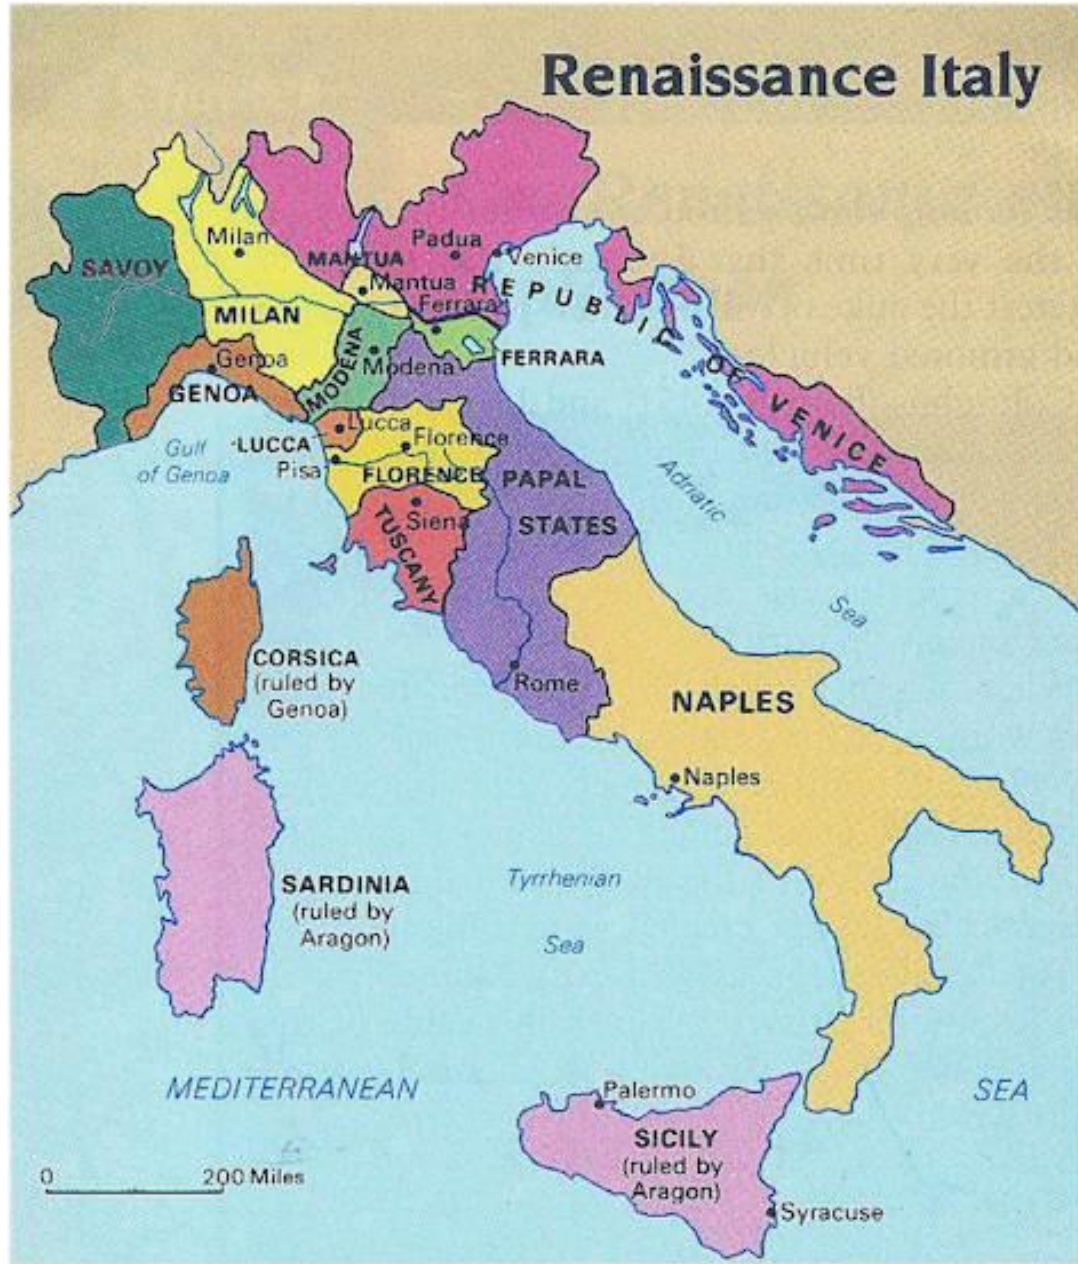 Renaissance Italy
SAVOY
Milan
MILAN
Genoa
GENOA
MANTUA
Mantua
Padua
Venice
REPUBLIC OF VENICE
Ferrara
FERRARA
MODENA
Modena
Lucca
LUCCA
Pisa
Florence
FLORENCE
Siena
TUSCANY
PAPAL
STATES
Rome
Gulf
of Genoa
Adriatic
Sea
CORSICA
(ruled by
Genoa)
NAPLES
Naples
SARDINIA
(ruled by
Aragon)
Tyrrhenian
Sea
MEDITERRANEAN
SEA
Palermo
SICILY
(ruled by
Aragon)
Syracuse
0 200 Miles